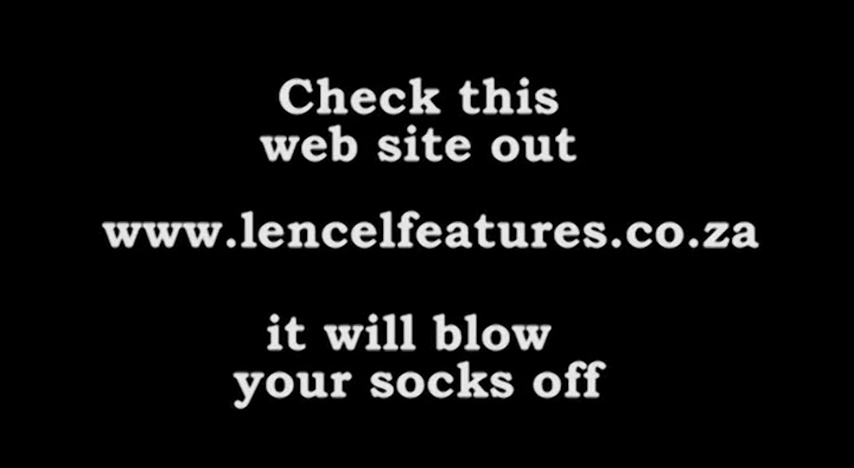 Check this
web site out
www.lencelfeatures.co.za
it will blow
your socks off